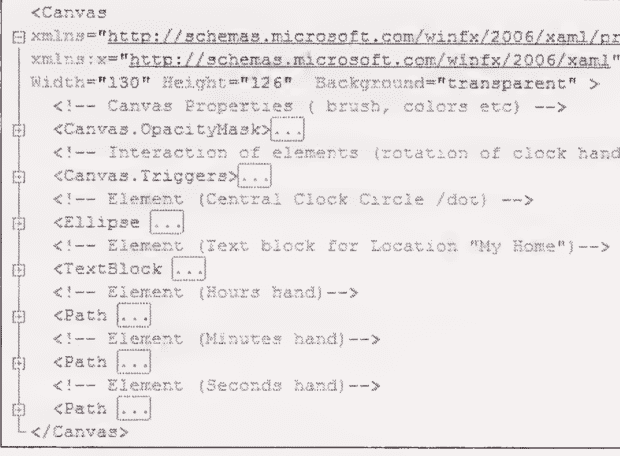 <Canvas
xmlns="http://schemas.microsoft.com/winfx/2006/xaml/pr
xmlns:x="http://schemas.microsoft.com/winfx/2006/xaml"
Width="130" Height="126" Background="transparent" >
<!-- Canvas Properties ( brush, colors etc) -->
<Canvas.OpacityMask>...
<!-- Interaction of elements (rotation of clock hand
<Canvas.Triggers>...
<!-- Element (Central Clock Circle /dot) -->
<Ellipse ...
<!-- Element (Text block for Location "My Home")-->
<TextBlock ...
<!-- Element (Hours hand)-->
<Path ...
<!-- Element (Minutes hand)-->
<Path ...
<!-- Element (Seconds hand)-->
<Path ...
</Canvas>